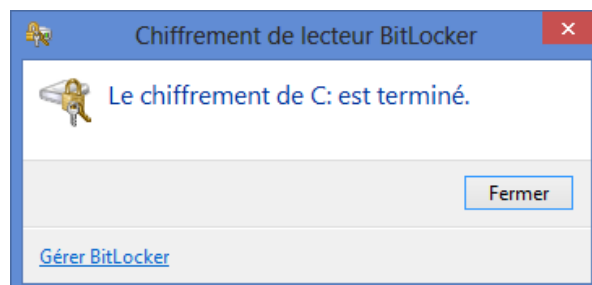 Chiffrement de lecteur BitLocker
Le chiffrement de C: est terminé.
Fermer
Gérer BitLocker